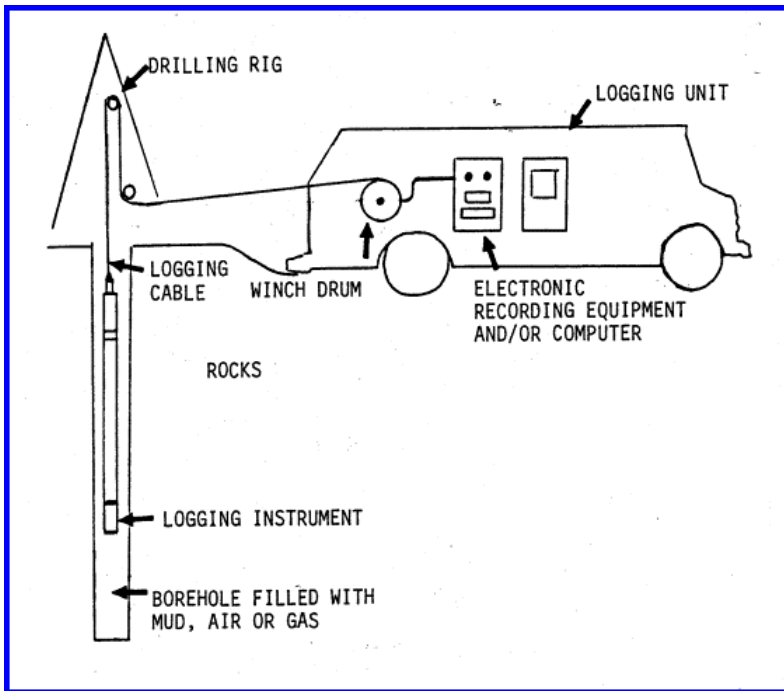 DRILLING RIG
LOGGING UNIT
LOGGING
CABLE
WINCH DRUM
ELECTRONIC
RECORDING EQUIPMENT
AND/OR COMPUTER
ROCKS
LOGGING INSTRUMENT
BOREHOLE FILLED WITH
MUD, AIR OR GAS